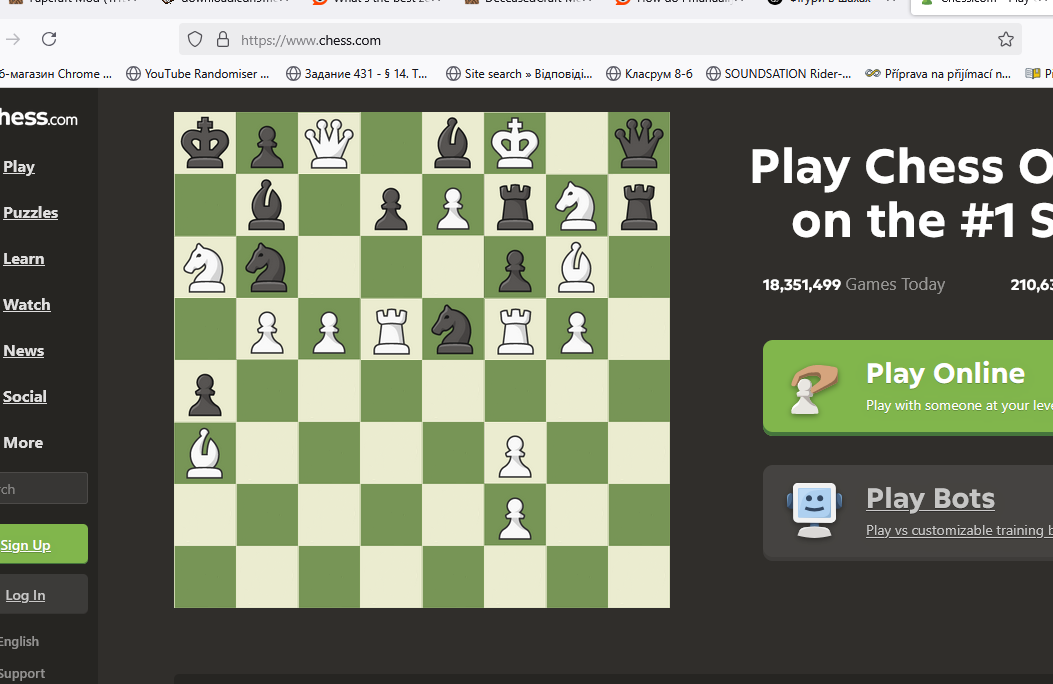 https://www.chess.com
YouTube Randomiser ...
Задание 431 - § 14. Т...
Site search » Відповіді...
Класрум 8-б
SOUNDSATION Rider-...
Příprava na přijímací n...
б-магазин Chrome ...
hess.com
Play
Puzzles
Learn
Watch
News
Social
More
Sign Up
Log In
English
Support
Play Chess O
on the #1 S
18,351,499 Games Today
210,63
Play Online
Play with someone at your leve
Play Bots
Play vs customizable training b